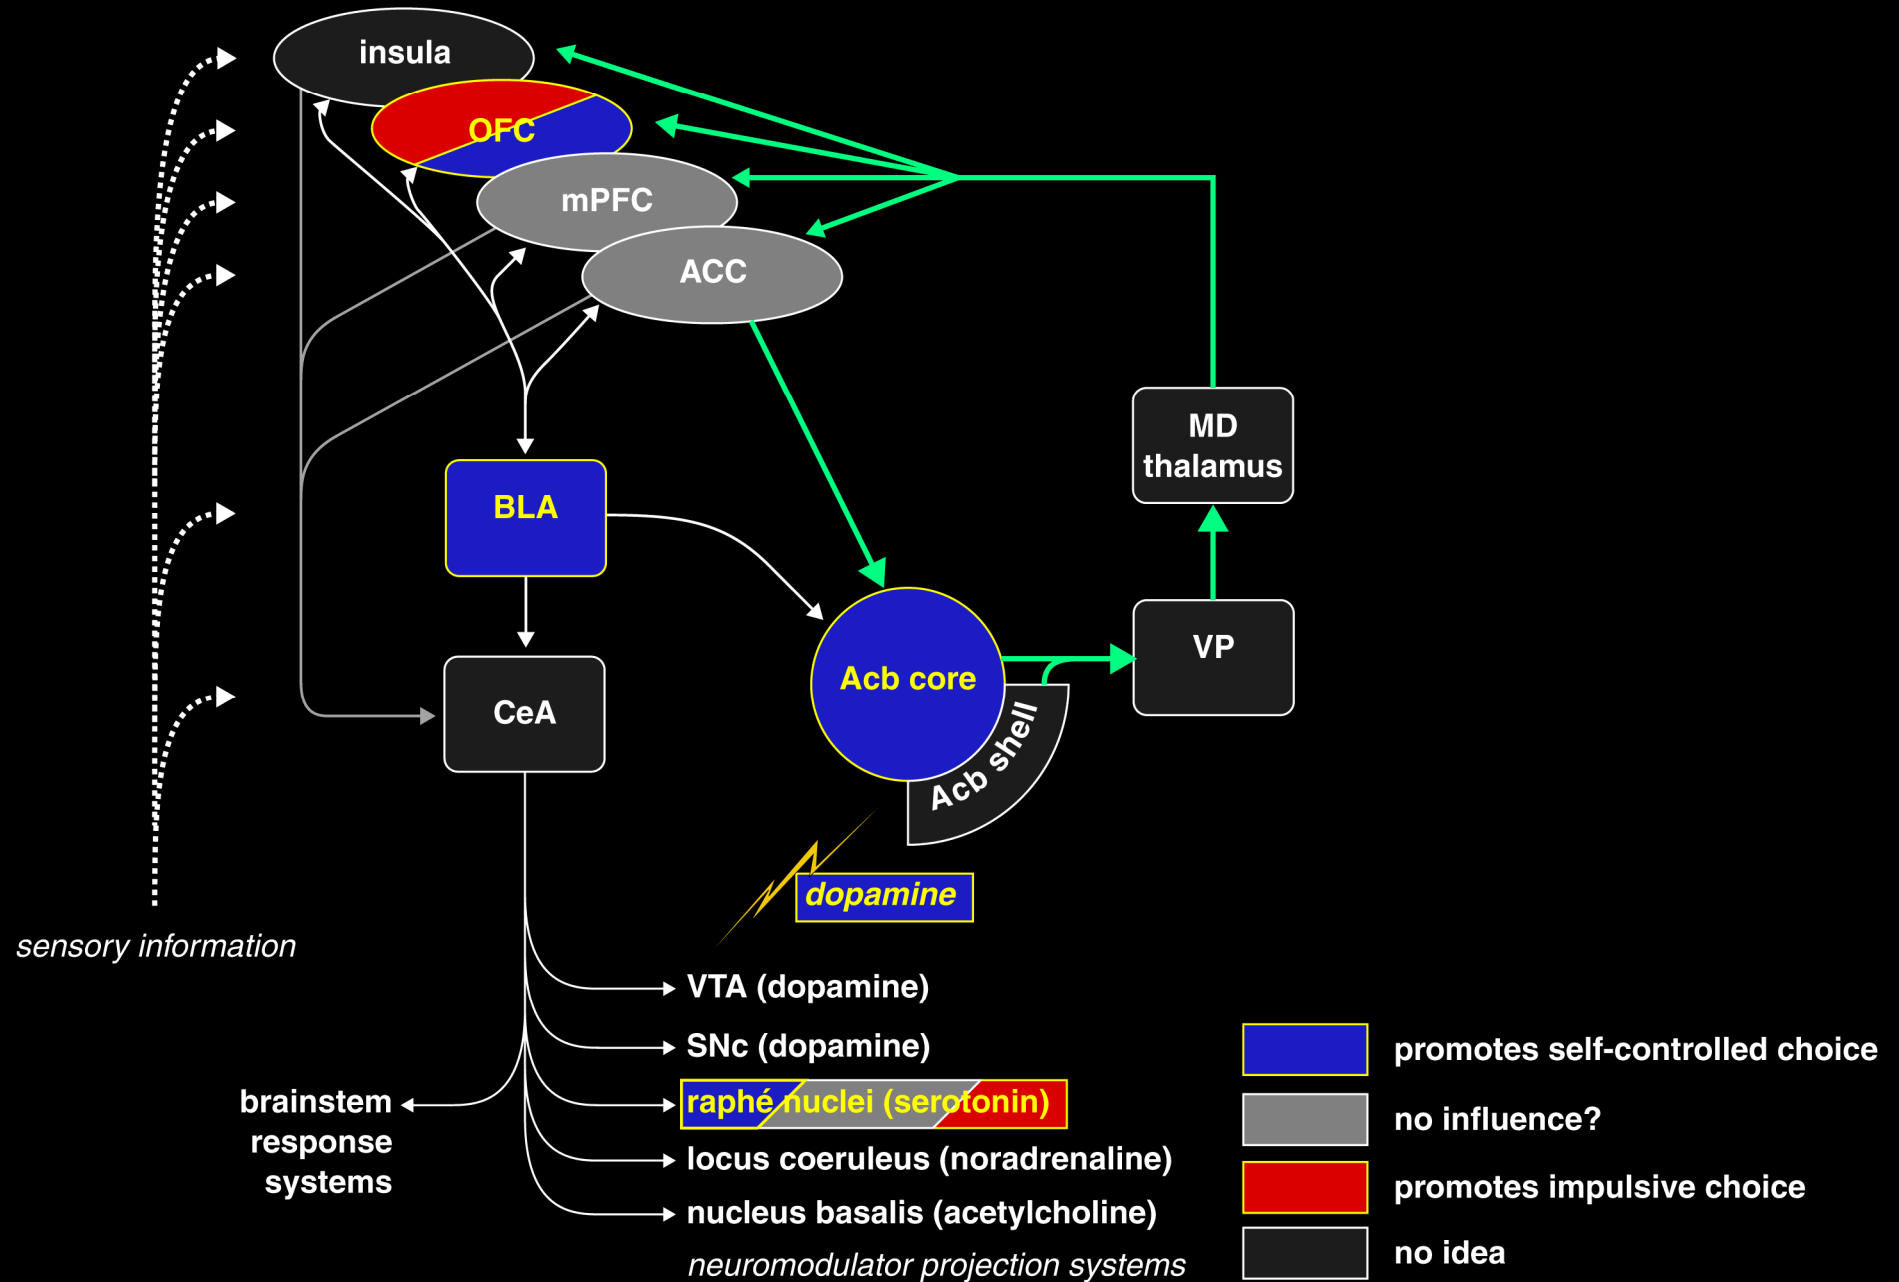 insula
OFC
mPFC
ACC
MD
thalamus
BLA
VP
Acb core
CeA
Acb shell
dopamine
sensory information
VTA (dopamine)
SNc (dopamine)
raphé nuclei (serotonin)
locus coeruleus (noradrenaline)
nucleus basalis (acetylcholine)
neuromodulator projection systems
brainstem
response
systems
promotes self-controlled choice
no influence?
promotes impulsive choice
no idea